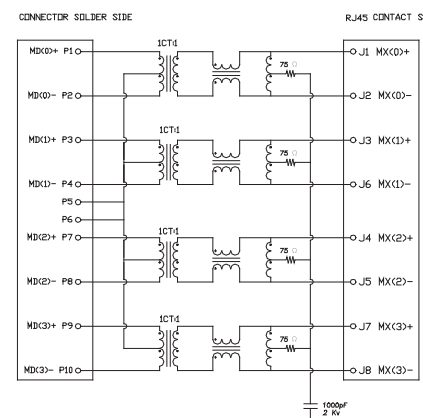 CONNECTOR SOLDER SIDE
RJ45 CONTACT S
1CT:1
MD(0)+ P1
J1 MX(0)+
75 Ω
MD(0)- P2
J2 MX(0)-
1CT:1
MD(1)+ P3
J3 MX(1)+
75 Ω
MD(1)- P4
J6 MX(1)-
P5
P6
1CT:1
MD(2)+ P7
J4 MX(2)+
75 Ω
MD(2)- P8
J5 MX(2)-
1CT:1
MD(3)+ P9
J7 MX(3)+
75 Ω
MD(3)- P10
J8 MX(3)-
1000pF
2 Kv